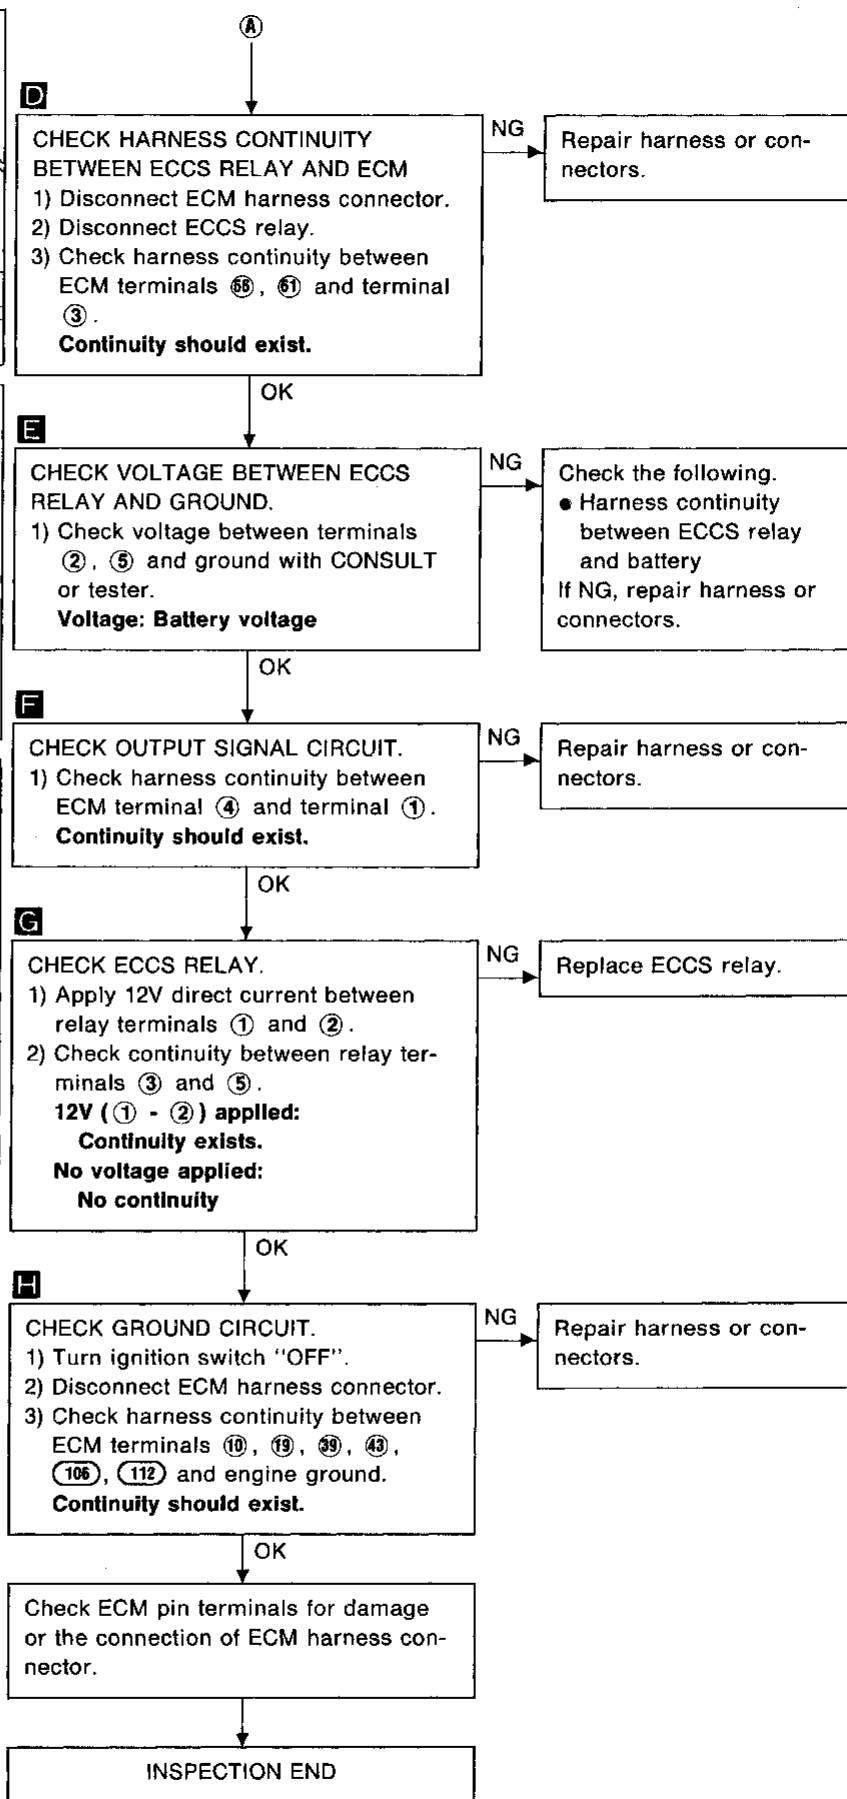 Ⓐ
D
CHECK HARNESS CONTINUITY
BETWEEN ECCS RELAY AND ECM
1) Disconnect ECM harness connector.
2) Disconnect ECCS relay.
3) Check harness continuity between
ECM terminals , 61 and terminal
③.
Continuity should exist.
NG
Repair harness or con-
nectors.
OK
E
CHECK VOLTAGE BETWEEN ECCS
RELAY AND GROUND.
1) Check voltage between terminals
②, ⑤ and ground with CONSULT
or tester.
Voltage: Battery voltage
NG
Check the following.
● Harness continuity
between ECCS relay
and battery
If NG, repair harness or
connectors.
OK
F
CHECK OUTPUT SIGNAL CIRCUIT.
1) Check harness continuity between
ECM terminal ④ and terminal ①.
Continuity should exist.
NG
Repair harness or con-
nectors.
OK
G
CHECK ECCS RELAY.
1) Apply 12V direct current between
relay terminals ① and ②.
2) Check continuity between relay ter-
minals ③ and ⑤.
12V (① - ②) applied:
Continuity exists.
No voltage applied:
No continuity
NG
Replace ECCS relay.
OK
H
CHECK GROUND CIRCUIT.
1) Turn ignition switch "OFF".
2) Disconnect ECM harness connector.
3) Check harness continuity between
ECM terminals ⑩, ⑲, ㊴, ㊸,
106, 112 and engine ground.
Continuity should exist.
NG
Repair harness or con-
nectors.
OK
Check ECM pin terminals for damage
or the connection of ECM harness con-
nector.
INSPECTION END